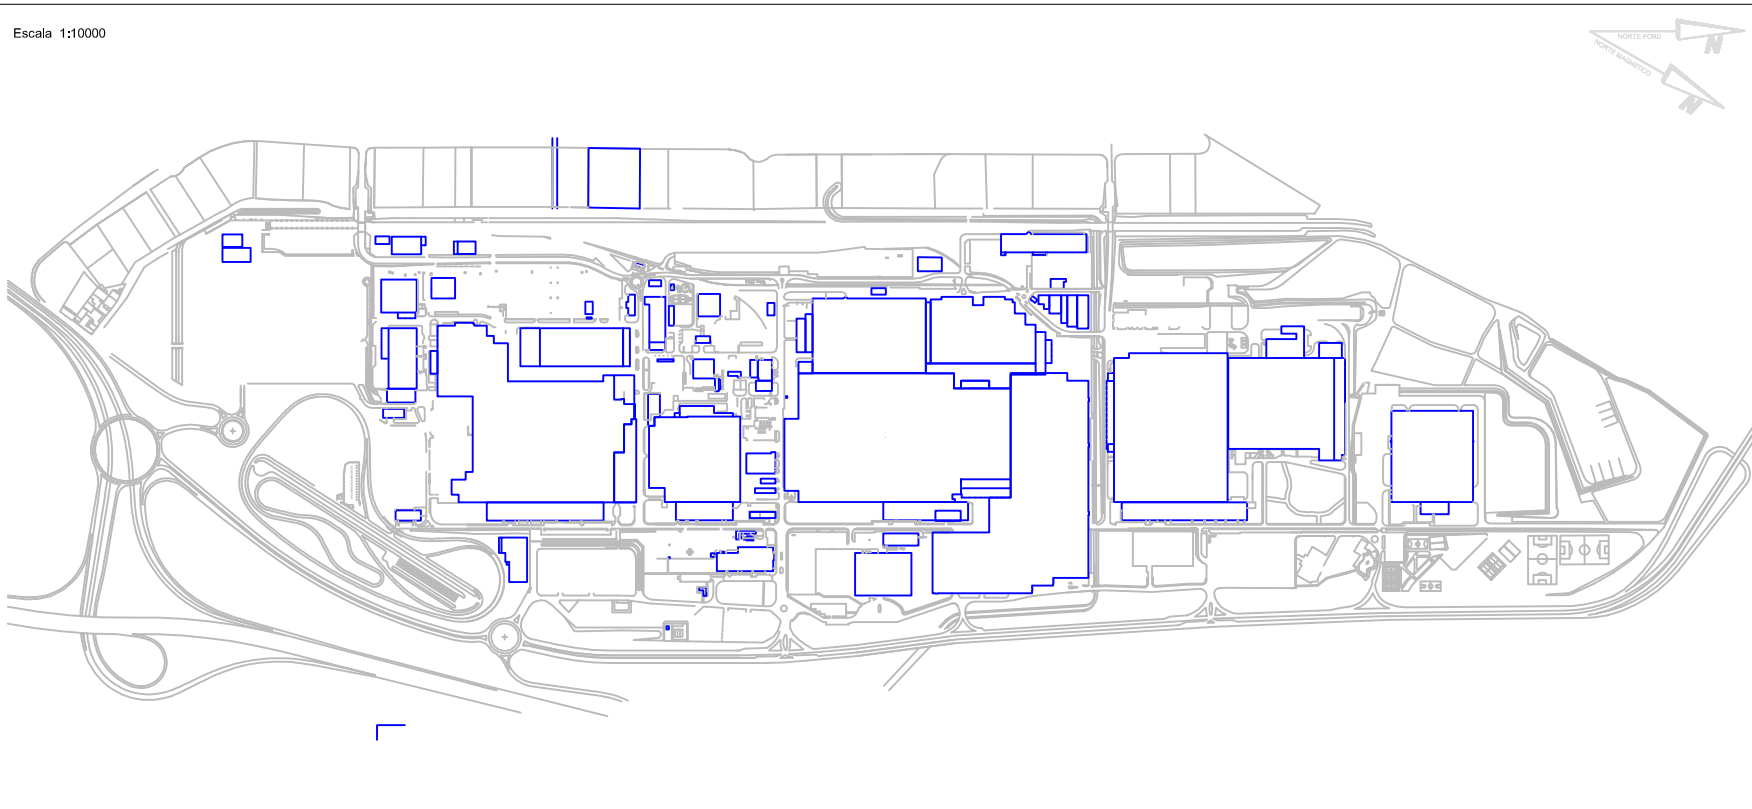 Escala 1:10000
NORTE FORD
N
NORTE MAGNETICO
N